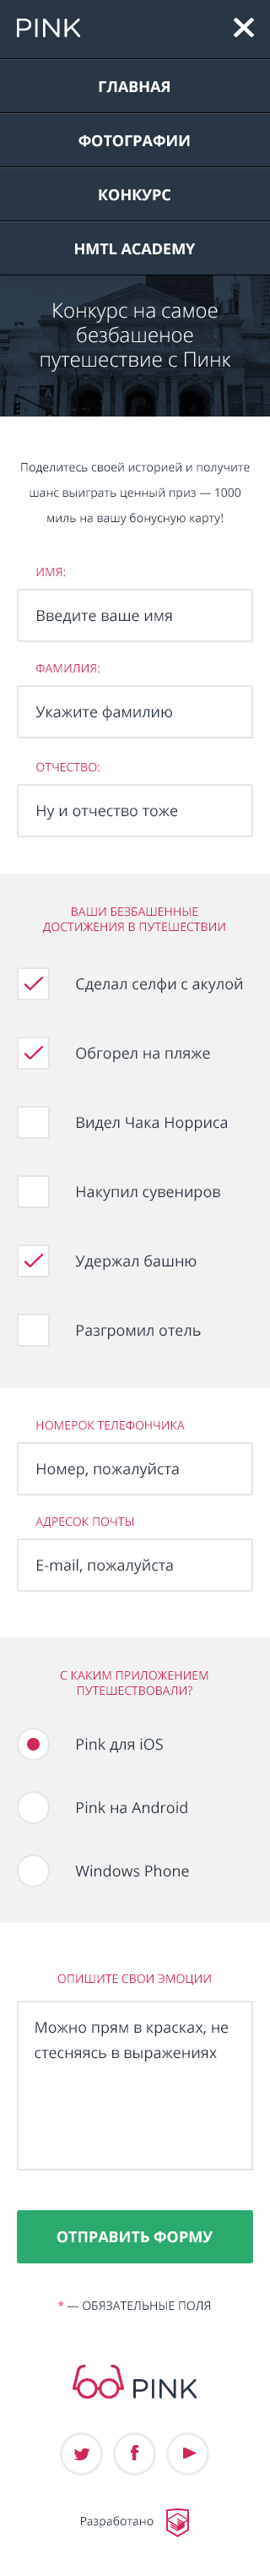 PINK
ГЛАВНАЯ
ФОТОГРАФИИ
КОНКУРС
HMTL ACADEMY
Конкурс на самое
безбашеное
путешествие с Пинк
Поделитесь своей историей и получите
шанс выиграть ценный приз — 1000
миль на вашу бонусную карту!
ИМЯ:
Введите ваше имя
ФАМИЛИЯ:
Укажите фамилию
ОТЧЕСТВО:
Ну и отчество тоже
ВАШИ БЕЗБАШЕННЫЕ
ДОСТИЖЕНИЯ В ПУТЕШЕСТВИИ
Сделал селфи с акулой
Обгорел на пляже
Видел Чака Норриса
Накупил сувениров
Удержал башню
Разгромил отель
НОМЕРОК ТЕЛЕФОНЧИКА
Номер, пожалуйста
АДРЕСОК ПОЧТЫ
E-mail, пожалуйста
С КАКИМ ПРИЛОЖЕНИЕМ
ПУТЕШЕСТВОВАЛИ?
Pink для iOS
Pink на Android
Windows Phone
ОПИШИТЕ СВОИ ЭМОЦИИ
Можно прям в красках, не
стесняясь в выражениях
ОТПРАВИТЬ ФОРМУ
* — ОБЯЗАТЕЛЬНЫЕ ПОЛЯ
PINK
Разработано